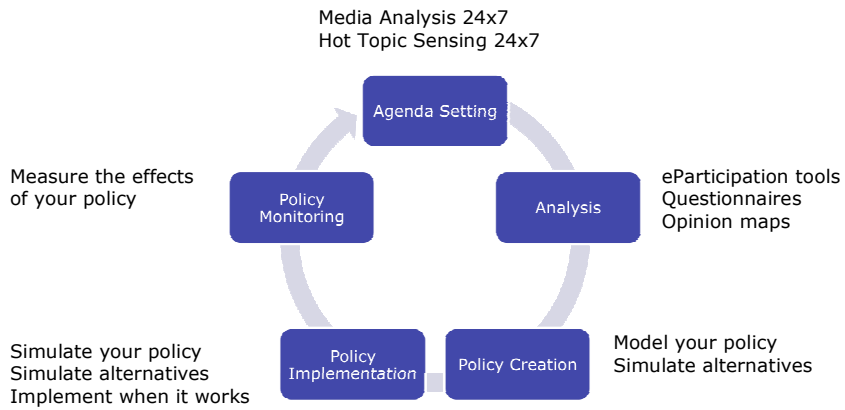 Media Analysis 24x7
Hot Topic Sensing 24x7
Agenda Setting
Measure the effects
of your policy
Policy
Monitoring
Analysis
eParticipation tools
Questionnaires
Opinion maps
Simulate your policy
Simulate alternatives
Implement when it works
Policy
Implementation
Policy Creation
Model your policy
Simulate alternatives